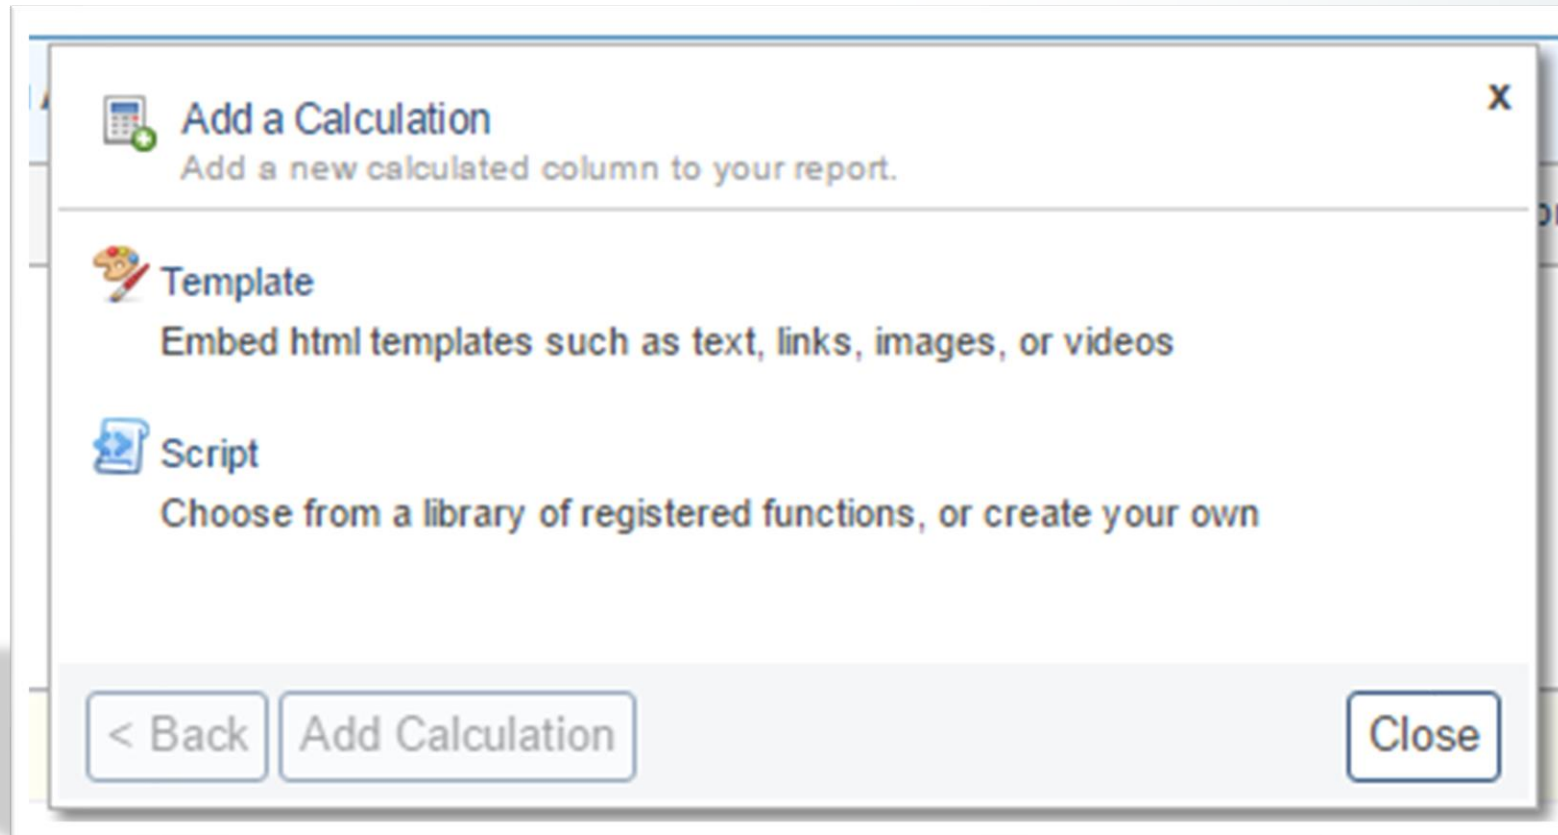 Add a Calculation
x
Add a new calculated column to your report.
Template
Embed html templates such as text, links, images, or videos
Script
Choose from a library of registered functions, or create your own
< Back
Add Calculation
Close